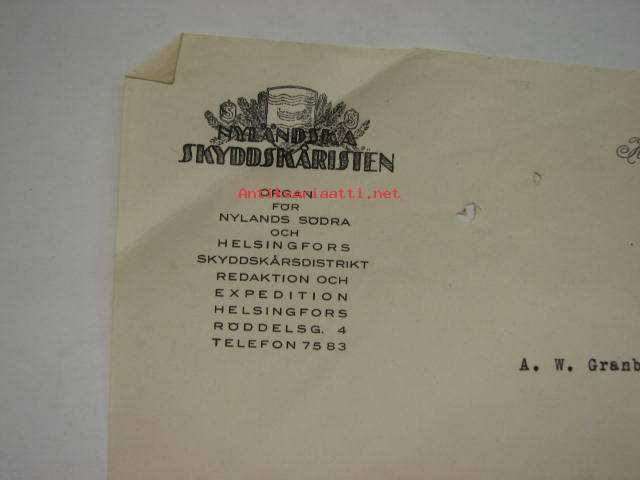 S S
NYLÄNDSKA
SKYDDSKÅRISTEN
ORGAN
Antikvariaatti.net
FÖR
NYLANDS SÖDRA
OCH
HELSINGFORS
SKYDDSKÅRSDISTRIKT
REDAKTION OCH
EXPEDITION
HELSINGFORS
RÖDDELSG. 4
TELEFON 7583
A. W. Granb